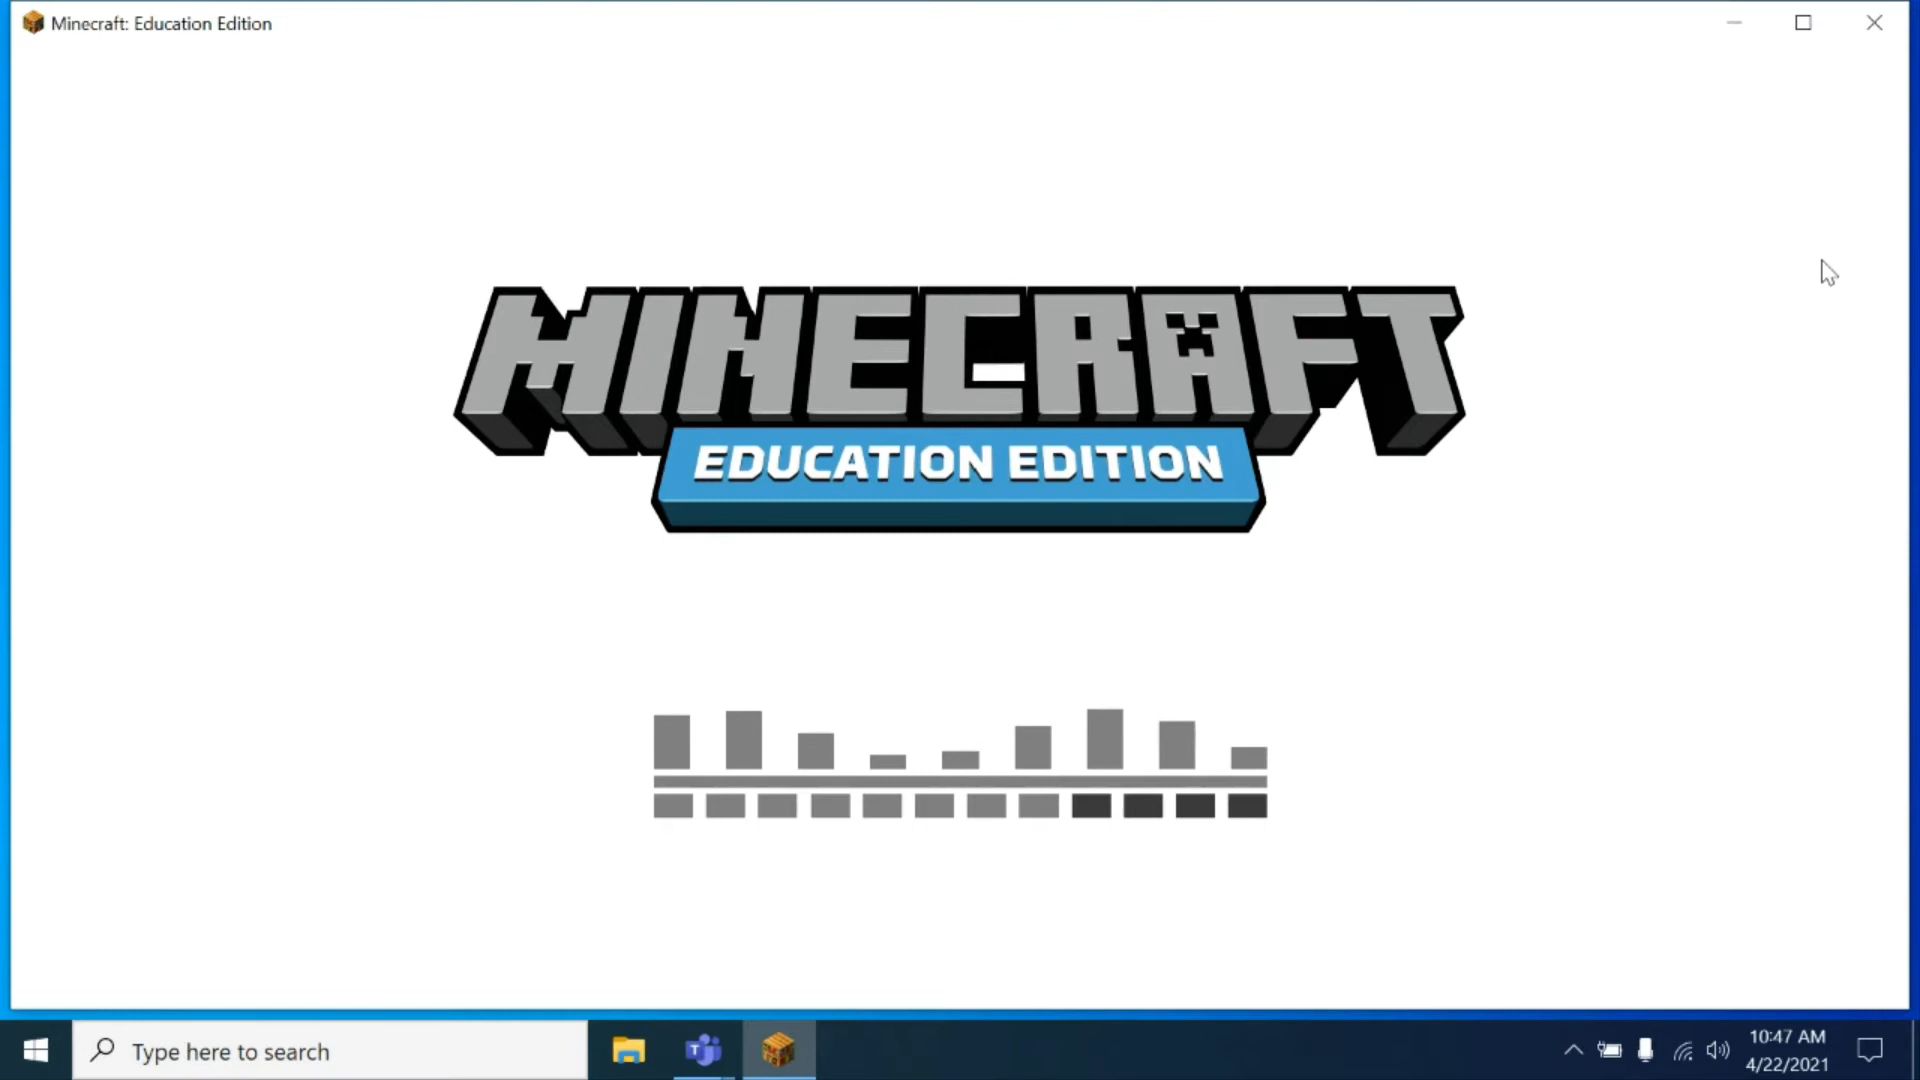 Minecraft: Education Edition
MINECRAFT
EDUCATION EDITION
Type here to search
10:47 AM
4/22/2021